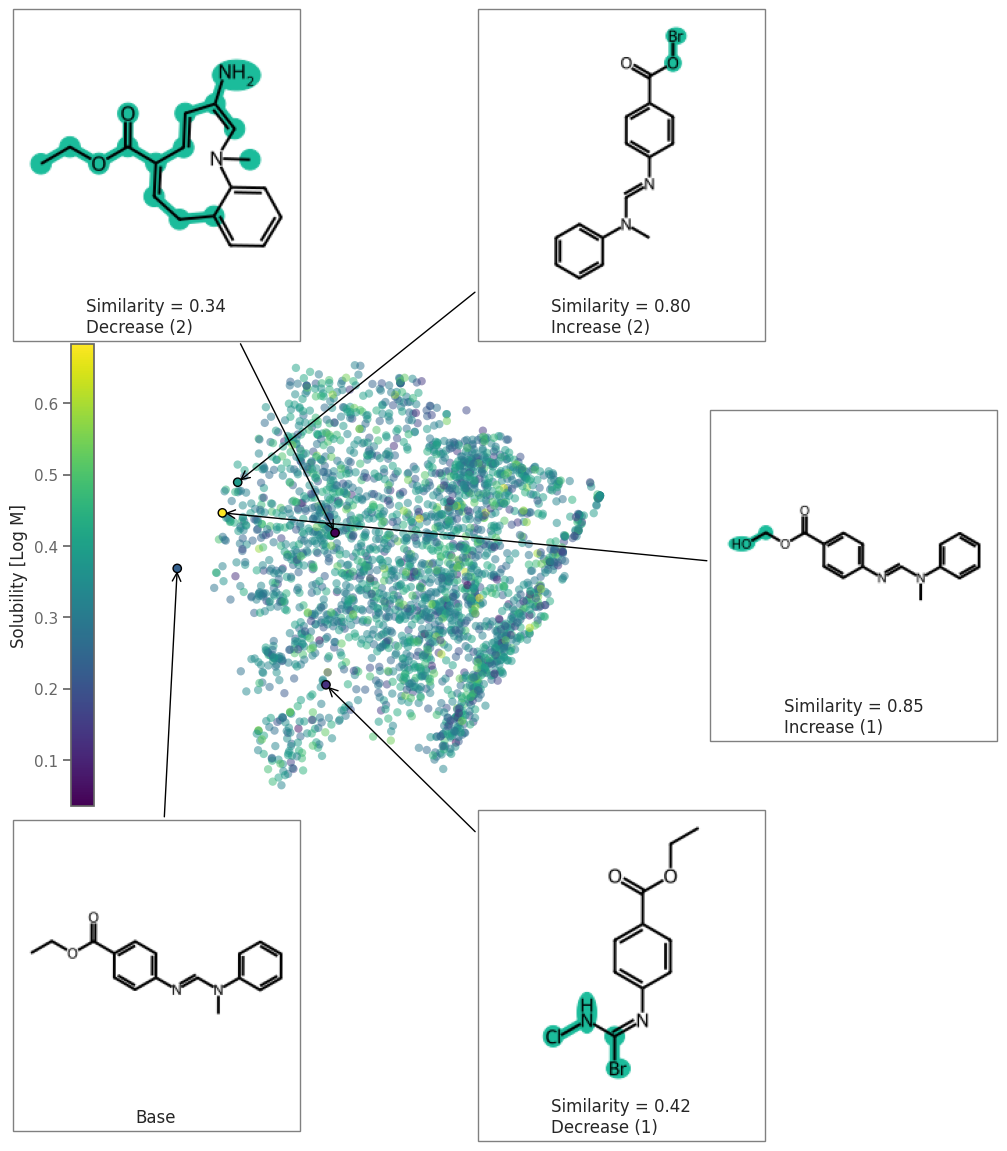 NH2
O
O
N
Similarity = 0.34
Decrease (2)
Br
O
O
N
N
Similarity = 0.80
Increase (2)
Solubility [Log M]
0.6
0.5
0.4
0.3
0.2
0.1
O
HO
O
N
N
Similarity = 0.85
Increase (1)
O
O
N
N
Base
O
O
H
N
N
Cl
Br
Similarity = 0.42
Decrease (1)